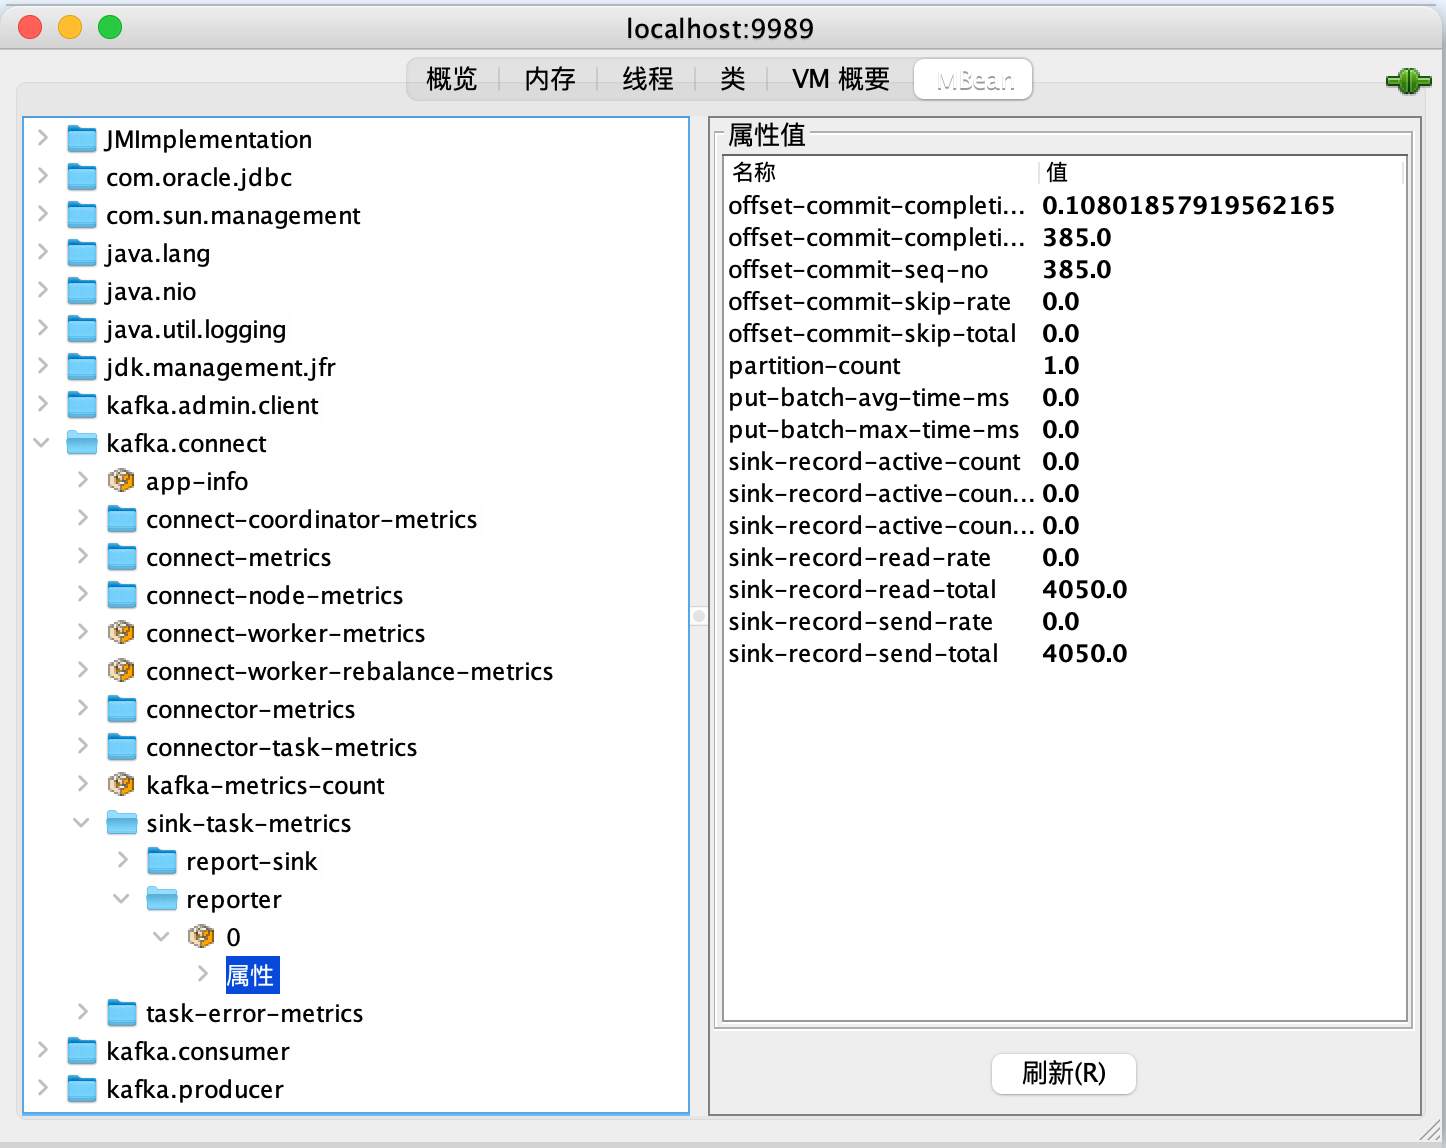 localhost:9989
概览 内存 线程 类 VM 概要 MBean
JMImplementation
com.oracle.jdbc
com.sun.management
java.lang
java.nio
java.util.logging
jdk.management.jfr
kafka.admin.client
kafka.connect
app-info
connect-coordinator-metrics
connect-metrics
connect-node-metrics
connect-worker-metrics
connect-worker-rebalance-metrics
connector-metrics
connector-task-metrics
kafka-metrics-count
sink-task-metrics
report-sink
reporter
0
属性
task-error-metrics
kafka.consumer
kafka.producer
属性值
名称 值
offset-commit-completi... 0.10801857919562165
offset-commit-completi... 385.0
offset-commit-seq-no 385.0
offset-commit-skip-rate 0.0
offset-commit-skip-total 0.0
partition-count 1.0
put-batch-avg-time-ms 0.0
put-batch-max-time-ms 0.0
sink-record-active-count 0.0
sink-record-active-coun... 0.0
sink-record-active-coun... 0.0
sink-record-read-rate 0.0
sink-record-read-total 4050.0
sink-record-send-rate 0.0
sink-record-send-total 4050.0
刷新(R)